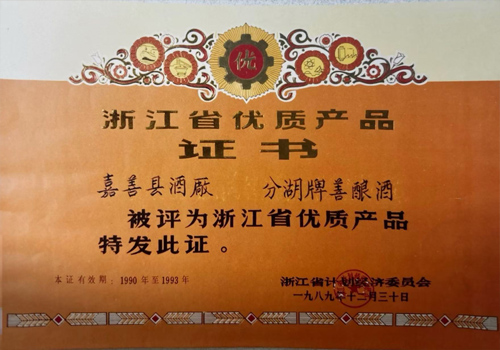 优
浙江省优质产品
证书
嘉善县酒厰 分湖牌善酿酒
被评为浙江省优质产品
特发此证。
本证有效期：1990年至1993年
浙江省计划经济委员会
一九八九年十二月三十日